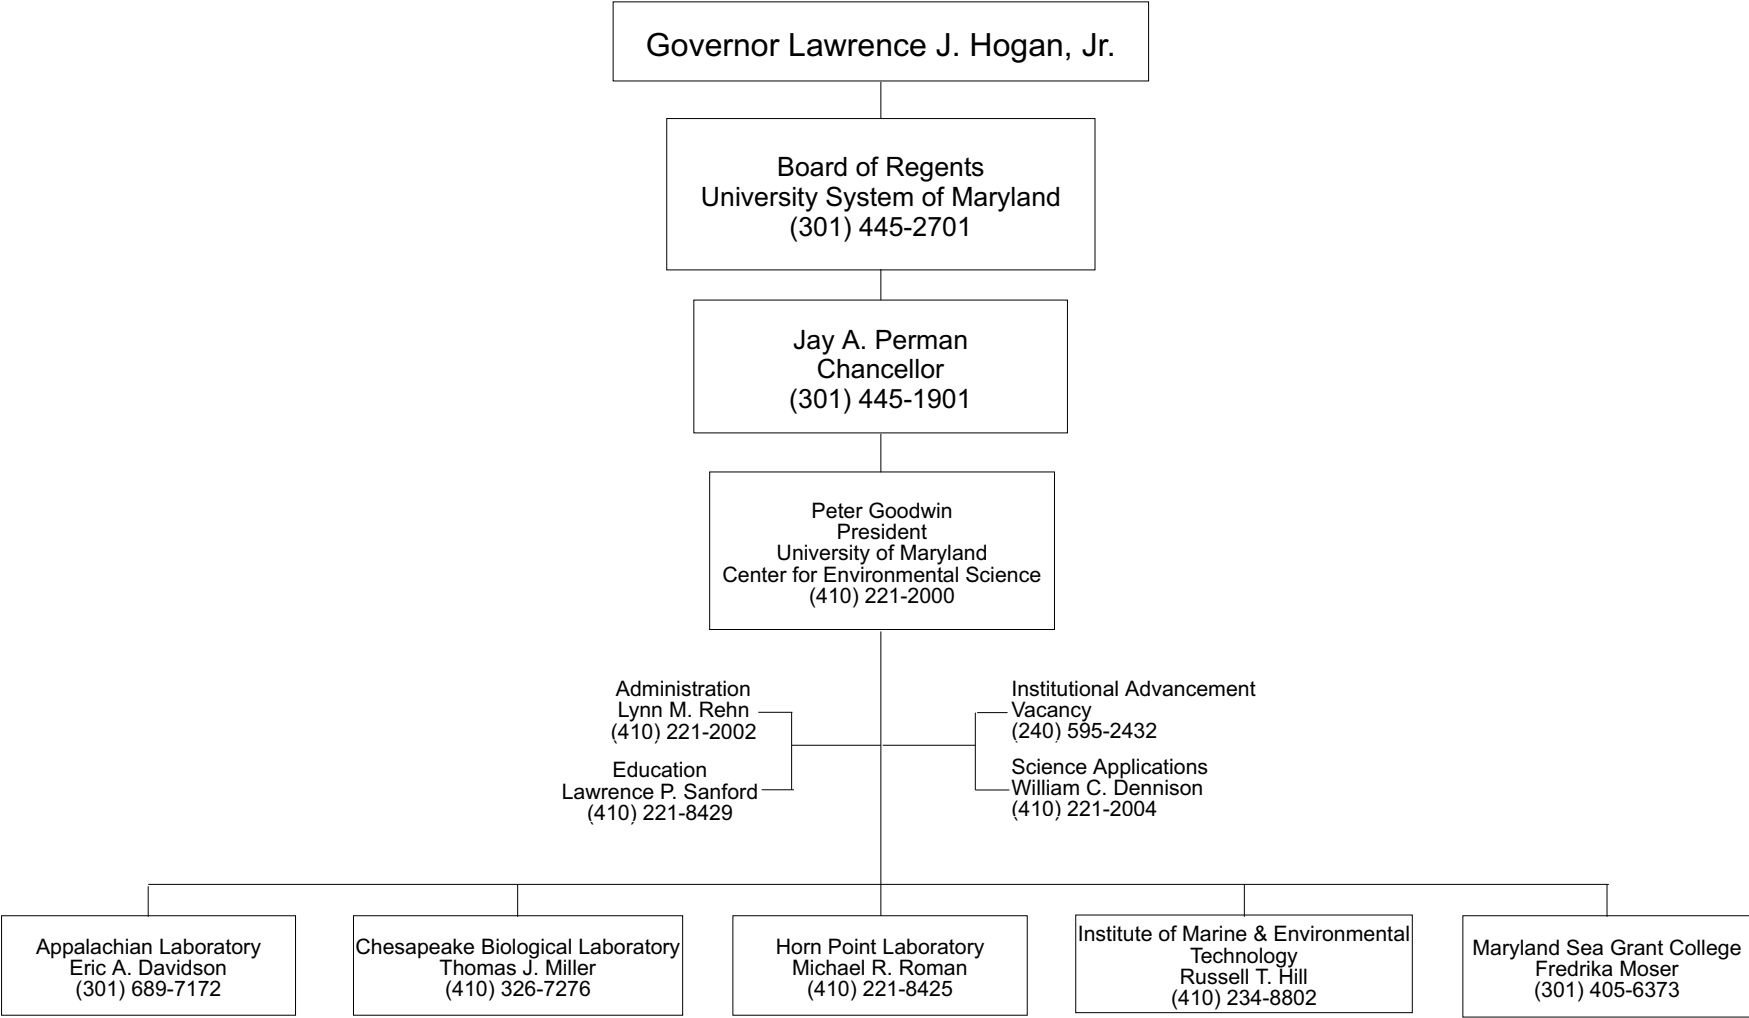 Governor Lawrence J. Hogan, Jr.
Board of Regents
University System of Maryland
(301) 445-2701
Jay A. Perman
Chancellor
(301) 445-1901
Peter Goodwin
President
University of Maryland
Center for Environmental Science
(410) 221-2000
Administration
Lynn M. Rehn
(410) 221-2002
Education
Lawrence P. Sanford
(410) 221-8429
Institutional Advancement
Vacancy
(240) 595-2432
Science Applications
William C. Dennison
(410) 221-2004
Appalachian Laboratory
Eric A. Davidson
(301) 689-7172
Chesapeake Biological Laboratory
Thomas J. Miller
(410) 326-7276
Horn Point Laboratory
Michael R. Roman
(410) 221-8425
Institute of Marine & Environmental
Technology
Russell T. Hill
(410) 234-8802
Maryland Sea Grant College
Fredrika Moser
(301) 405-6373